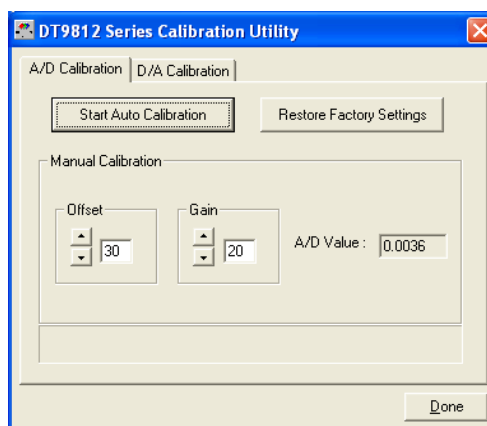 DT9812 Series Calibration Utility
A/D Calibration D/A Calibration
Start Auto Calibration Restore Factory Settings
Manual Calibration
Offset Gain
30 20 A/D Value : 0.0036
Done